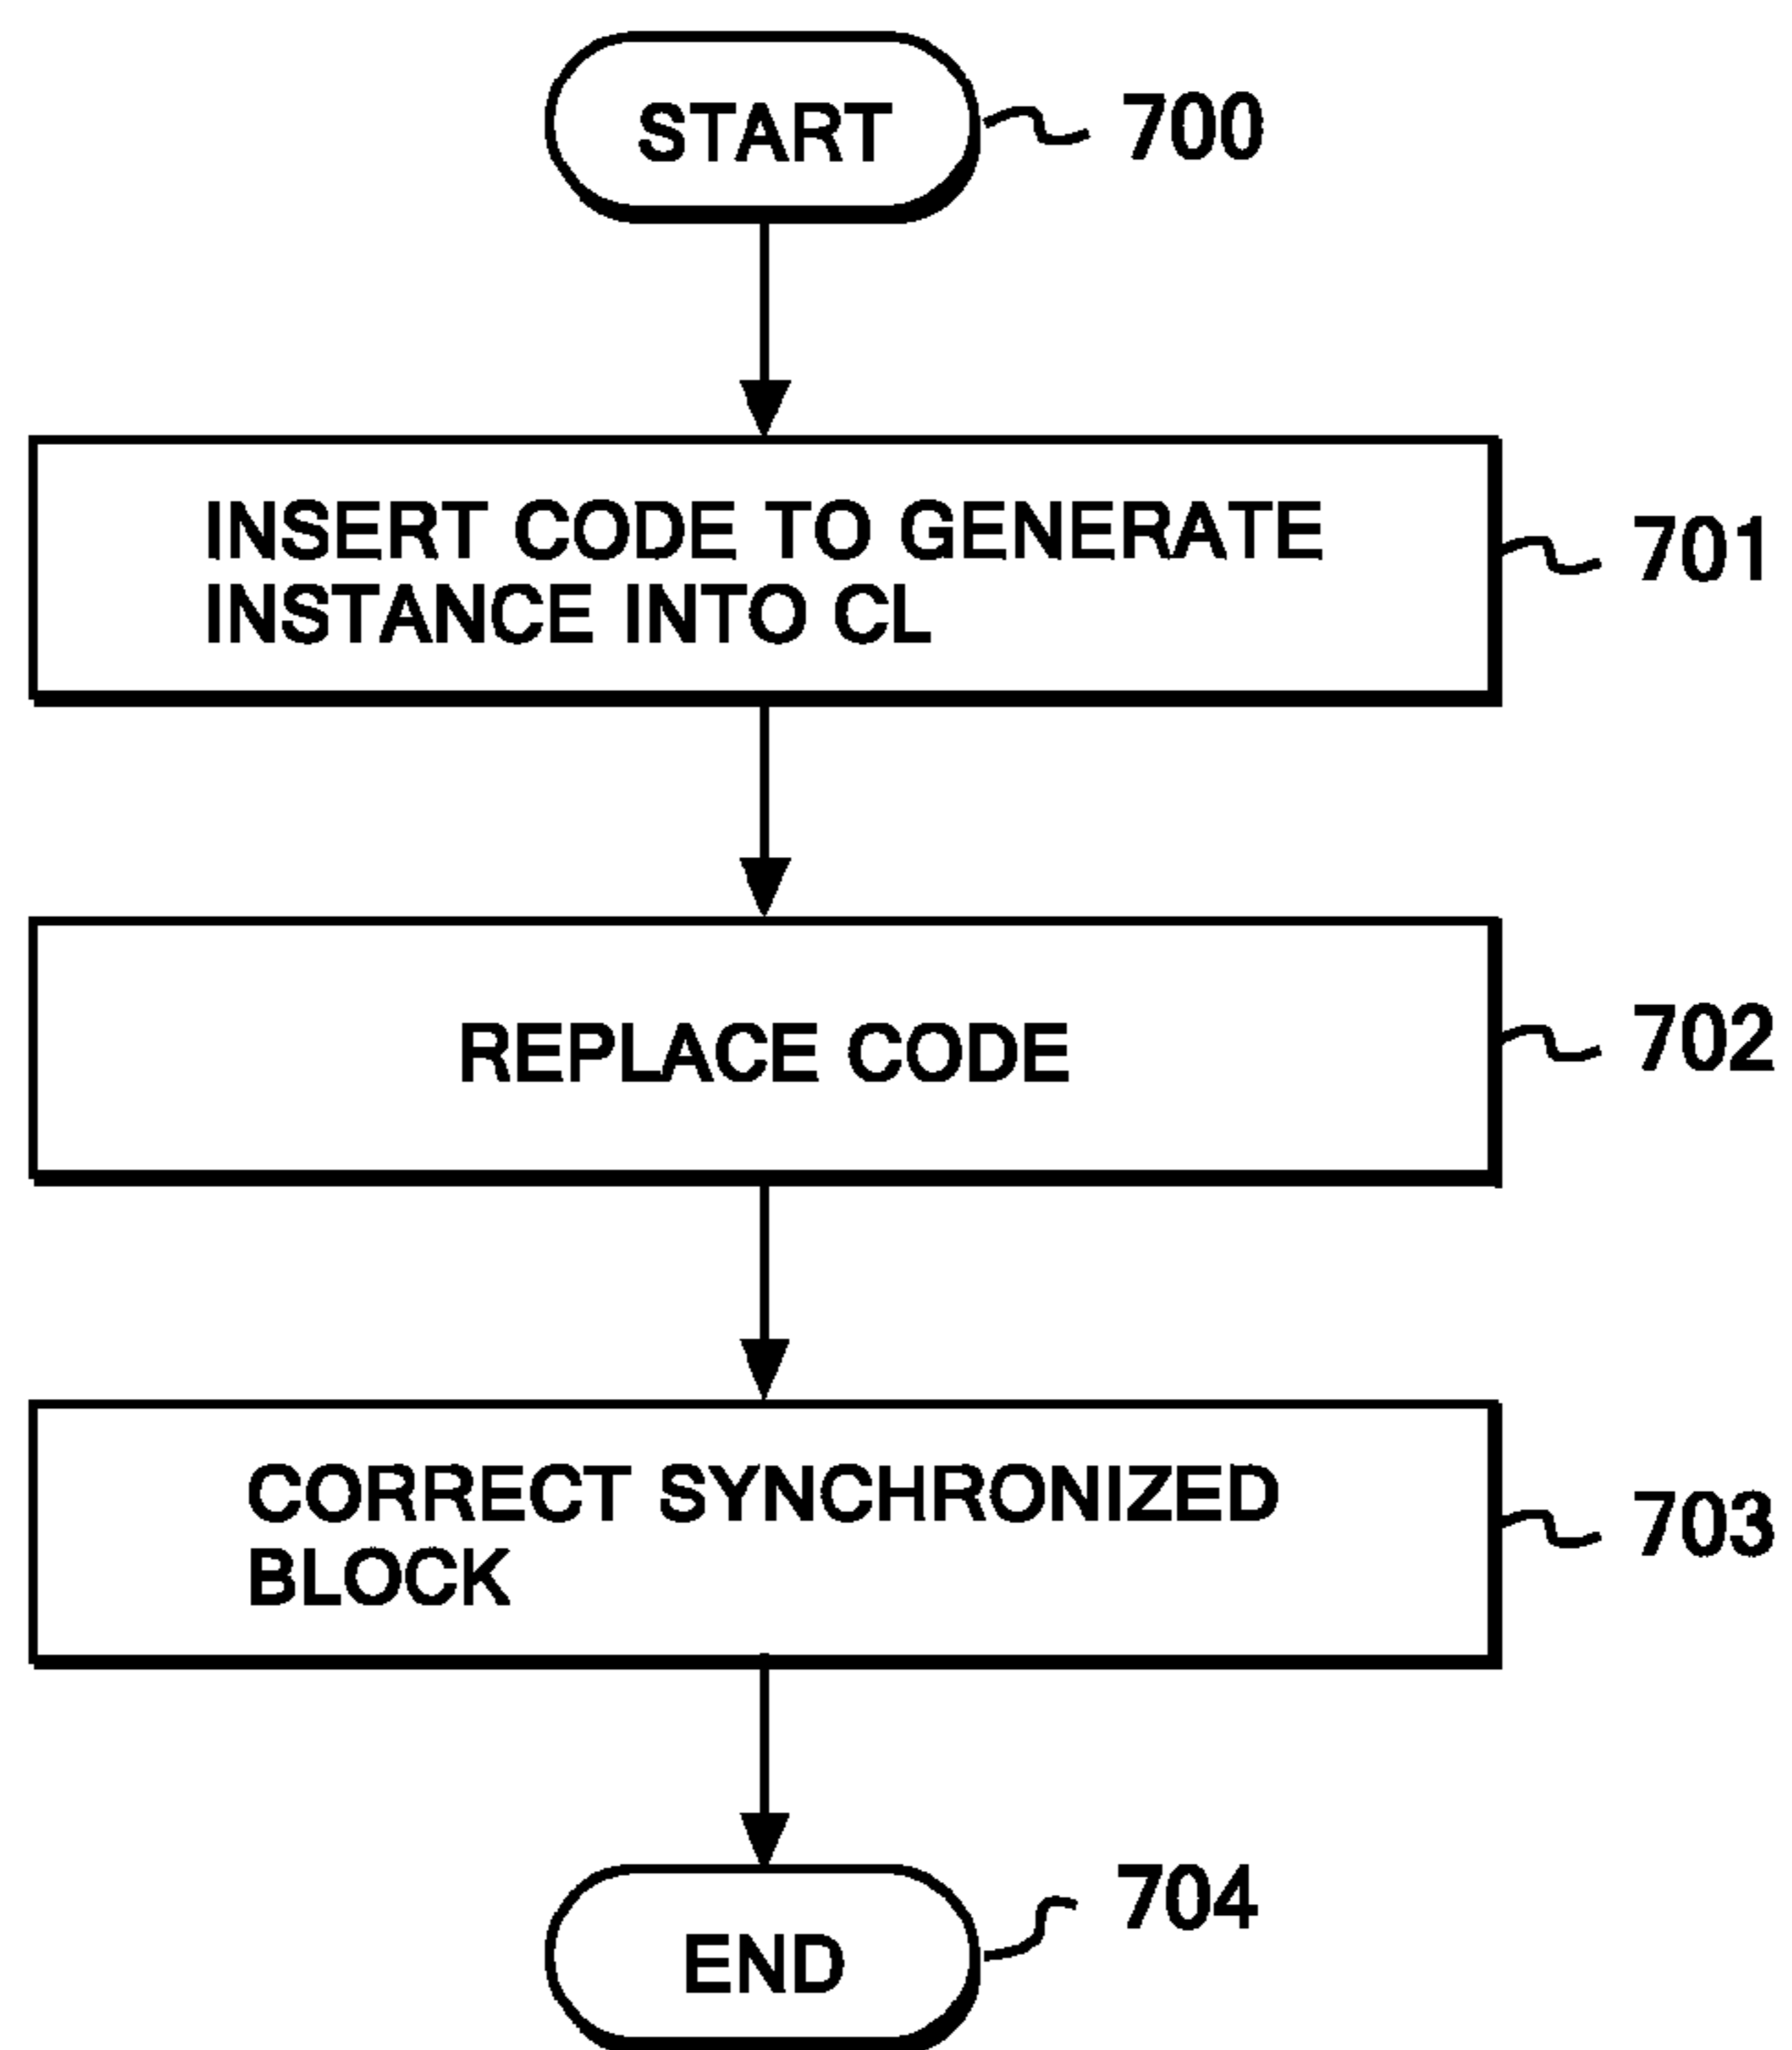 START
700
INSERT CODE TO GENERATE
INSTANCE INTO CL
701
REPLACE CODE
702
CORRECT SYNCHRONIZED
BLOCK
703
END
704